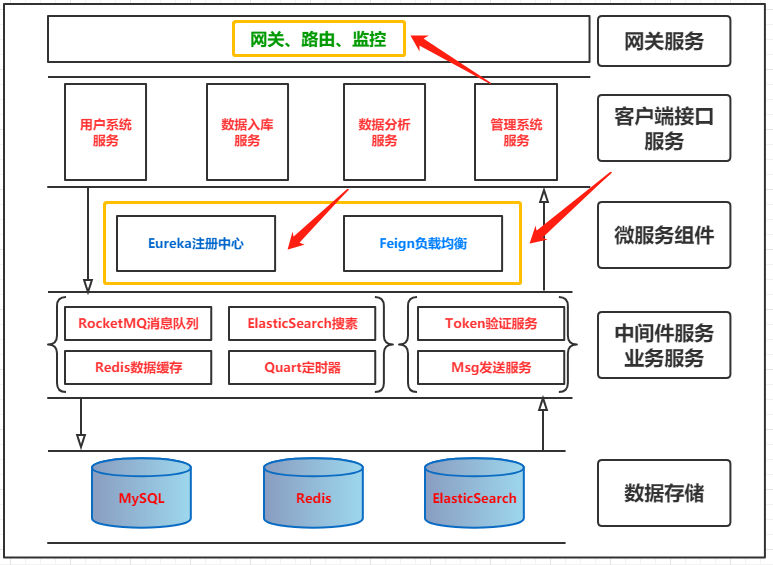 网关、路由、监控
网关服务
用户系统
服务
数据入库
服务
数据分析
服务
管理系统
服务
客户端接口
服务
Eureka注册中心
Feign负载均衡
微服务组件
RocketMQ消息队列
ElasticSearch搜素
Token验证服务
Redis数据缓存
Quart定时器
Msg发送服务
中间件服务
业务服务
MySQL
Redis
ElasticSearch
数据存储